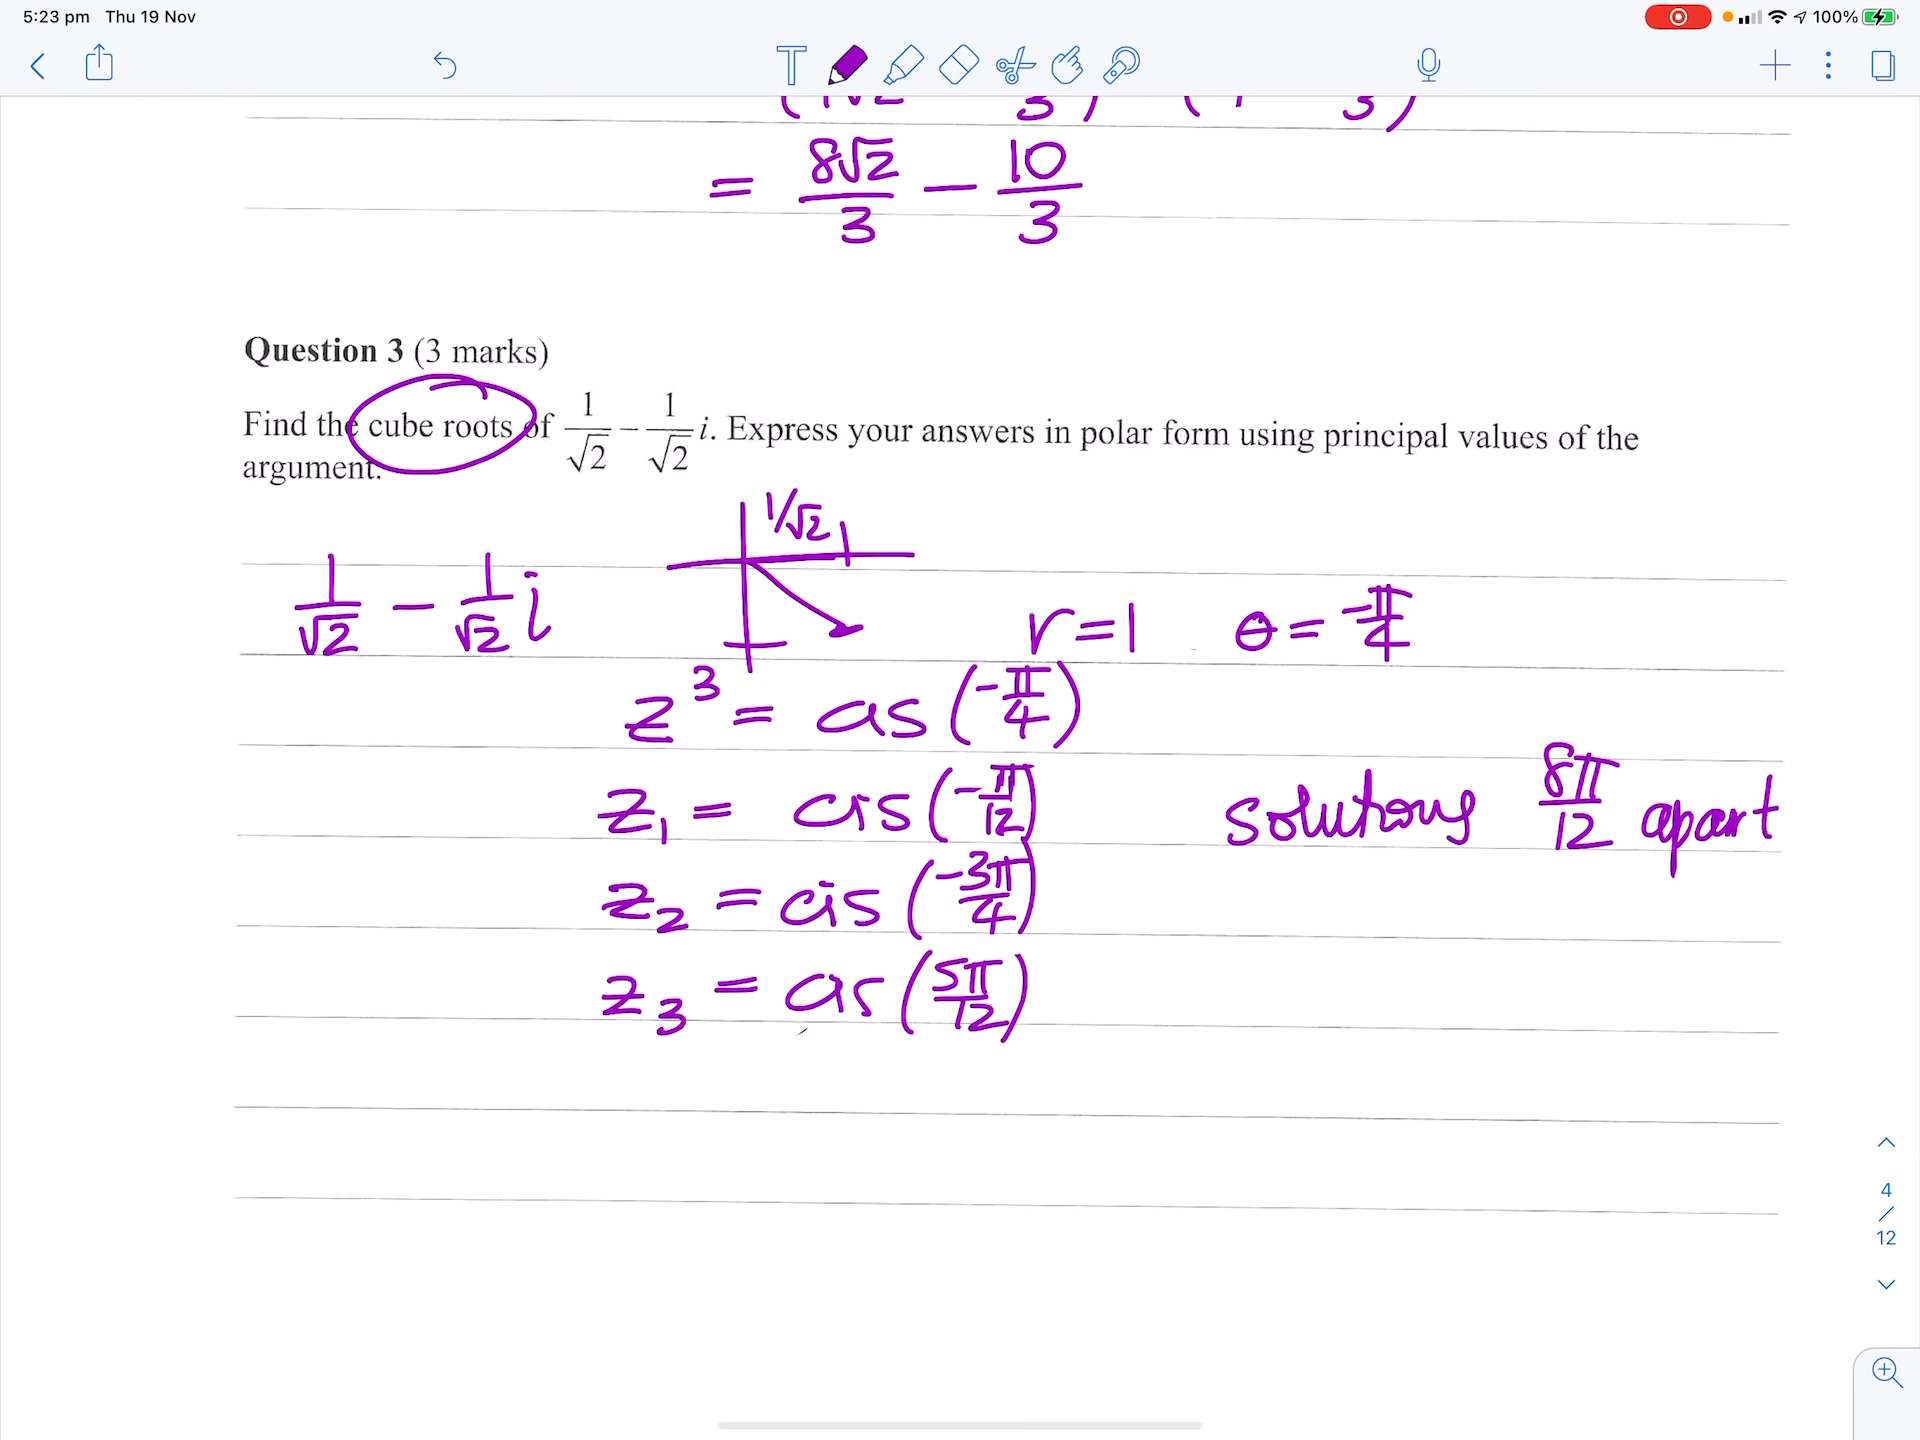 5:23 pm Thu 19 Nov 100%
= 8√2/3 − 10/3
Question 3 (3 marks)
Find the cube roots of 1/√2 − 1/√2 i. Express your answers in polar form using principal values of the
argument.
1/√2
1/√2 − 1/√2 i r=1 θ = -π/4
z³ = cis(-π/4)
z₁ = cis(-π/12) solutions 8π/12 apart
z₂ = cis(-3π/4)
z₃ = cis(5π/12)
4
/
12